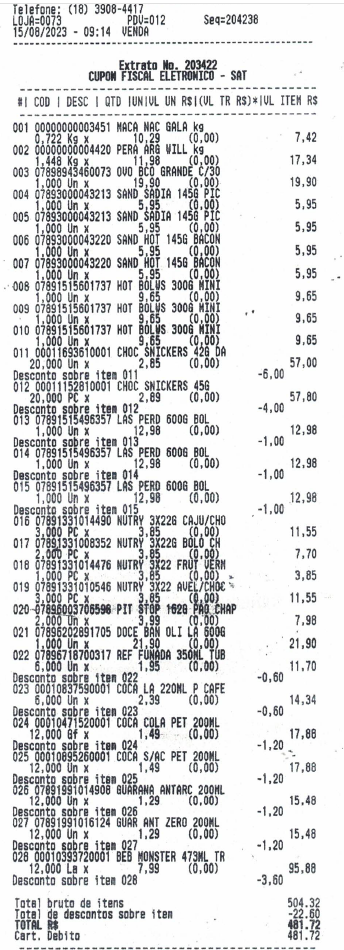 Telefone: (18) 3908-4417
LOJA=0073 PDV=012 Seq=204238
15/08/2023 - 09:14 VENDA
Extrato No. 203422
CUPOM FISCAL ELETRONICO - SAT
#| COD | DESC | QTD |UN|VL UN R$|(VL TR R$)*|VL ITEM R$
001 00000000003451 MACA NAC GALA kg
0,722 Kg x 10,29 (0,00) 7,42
002 00000000004420 PERA ARG WILL kg
1,448 Kg x 11,98 (0,00) 17,34
003 07898943460073 OVO BCO GRANDE C/30
1,000 Un x 19,90 (0,00) 19,90
004 07893000043213 SAND SADIA 145G PIC
1,000 Un x 5,95 (0,00) 5,95
005 07893000043213 SAND SADIA 145G PIC
1,000 Un x 5,95 (0,00) 5,95
006 07893000043220 SAND HOT 145G BACON
1,000 Un x 5,95 (0,00) 5,95
007 07893000043220 SAND HOT 145G BACON
1,000 Un x 5,95 (0,00) 5,95
008 07891515601737 HOT BOLWS 300G MINI
1,000 Un x 9,65 (0,00) 9,65
009 07891515601737 HOT BOLWS 300G MINI
1,000 Un x 9,65 (0,00) 9,65
010 07891515601737 HOT BOLWS 300G MINI
1,000 Un x 9,65 (0,00) 9,65
011 00011693610001 CHOC SNICKERS 42G DA
20,000 Un x 2,85 (0,00) 57,00
Desconto sobre item 011 -6,00
012 00011152810001 CHOC SNICKERS 45G
20,000 PC x 2,89 (0,00) 57,80
Desconto sobre item 012 -4,00
013 07891515496357 LAS PERD 600G BOL
1,000 Un x 12,98 (0,00) 12,98
Desconto sobre item 013 -1,00
014 07891515496357 LAS PERD 600G BOL
1,000 Un x 12,98 (0,00) 12,98
Desconto sobre item 014 -1,00
015 07891515496357 LAS PERD 600G BOL
1,000 Un x 12,98 (0,00) 12,98
Desconto sobre item 015 -1,00
016 07891331014490 NUTRY 3X22G CAJU/CHO
3,000 PC x 3,85 (0,00) 11,55
017 07891331008352 NUTRY 3X22G BOLO CH
2,000 PC x 3,85 (0,00) 7,70
018 07891331014476 NUTRY 3X22 FRUT VERM
1,000 PC x 3,85 (0,00) 3,85
019 07891331010546 NUTRY 3X22 AVEL/CHOC
3,000 PC x 3,85 (0,00) 11,55
020 07896003706598 PIT STOP 162G PAO CHAP
2,000 Un x 3,99 (0,00) 7,98
021 07896202891705 DOCE BAN OLI LA 600G
1,000 Un x 21,90 (0,00) 21,90
022 07896718700317 REF FUNADA 350ML TUB
6,000 Un x 1,95 (0,00) 11,70
Desconto sobre item 022 -0,60
023 00010837590001 COCA LA 220ML P CAFE
6,000 Un x 2,39 (0,00) 14,34
Desconto sobre item 023 -0,60
024 00010471520001 COCA COLA PET 200ML
12,000 Gf x 1,49 (0,00) 17,88
Desconto sobre item 024 -1,20
025 00010895260001 COCA S/AC PET 200ML
12,000 Un x 1,49 (0,00) 17,88
Desconto sobre item 025 -1,20
026 07891991014908 GUARANA ANTARC 200ML
12,000 Un x 1,29 (0,00) 15,48
Desconto sobre item 026 -1,20
027 07891991016124 GUAR ANT ZERO 200ML
12,000 Un x 1,29 (0,00) 15,48
Desconto sobre item 027 -1,20
028 00010393720001 BEB MONSTER 473ML TR
12,000 La x 7,99 (0,00) 95,88
Desconto sobre item 028 -3,60
Total bruto de itens 504.32
Total de descontos sobre item -22.60
TOTAL R$ 481.72
Cart. Debito 481.72